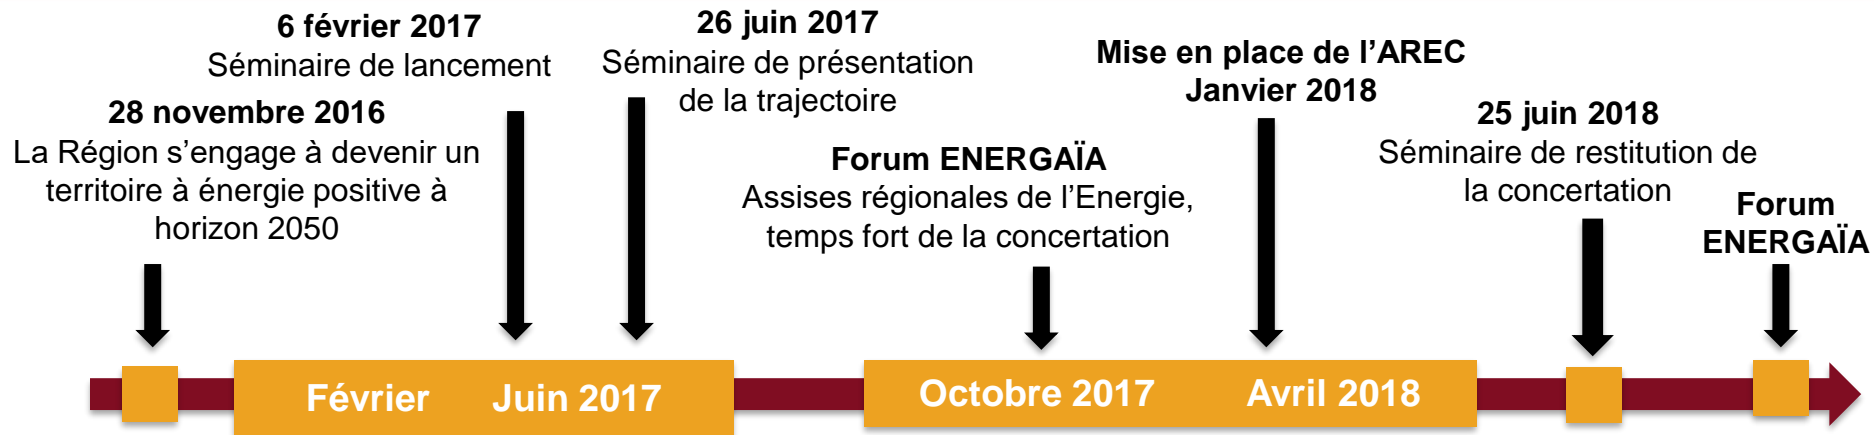 28 novembre 2016
La Région s’engage à devenir un
territoire à énergie positive à
horizon 2050
6 février 2017
Séminaire de lancement
26 juin 2017
Séminaire de présentation
de la trajectoire
Forum ENERGAÏA
Assises régionales de l’Energie,
temps fort de la concertation
Mise en place de l’AREC
Janvier 2018
25 juin 2018
Séminaire de restitution de
la concertation
Forum
ENERGAÏA
Février Juin 2017
Octobre 2017 Avril 2018